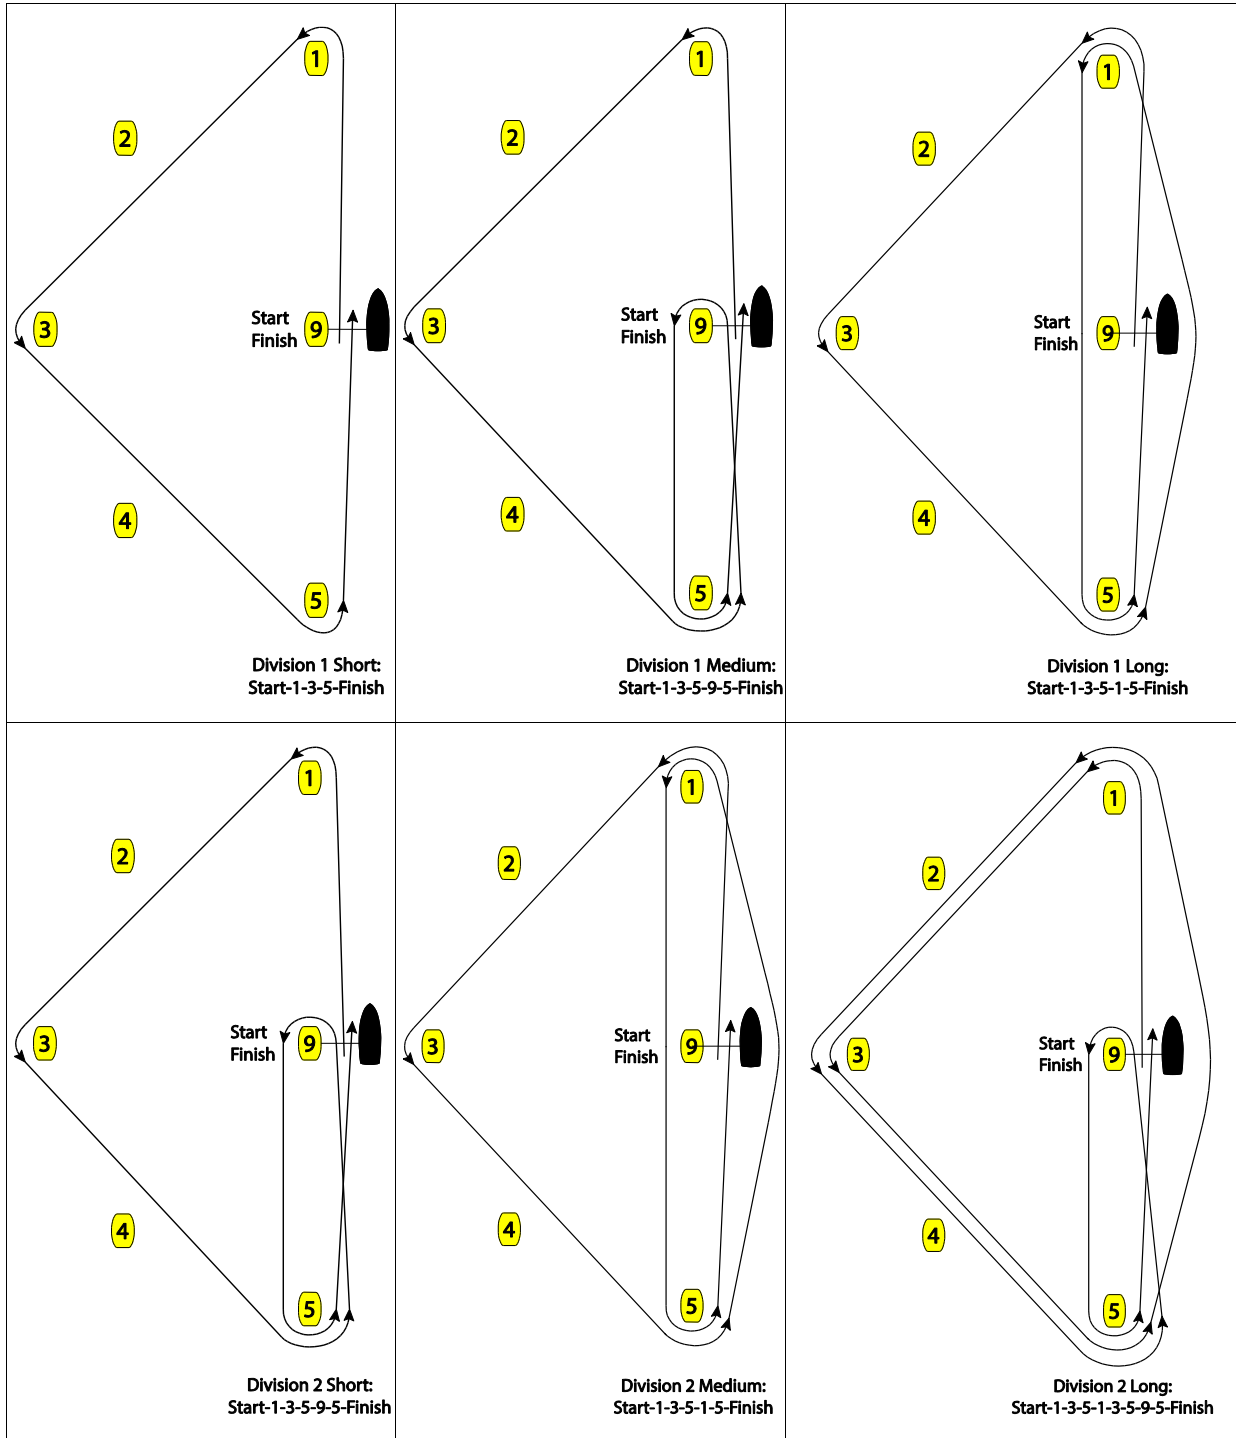 1
2
Start
Finish
9
3
4
5
Division 1 Short:
Start-1-3-5-Finish
1
2
Start
Finish
9
3
4
5
Division 1 Medium:
Start-1-3-5-9-5-Finish
1
2
Start
Finish
9
3
4
5
Division 1 Long:
Start-1-3-5-1-5-Finish
1
2
Start
Finish
9
3
4
5
Division 2 Short:
Start-1-3-5-9-5-Finish
1
2
Start
Finish
9
3
4
5
Division 2 Medium:
Start-1-3-5-1-5-Finish
1
2
Start
Finish
9
3
4
5
Division 2 Long:
Start-1-3-5-1-3-5-9-5-Finish